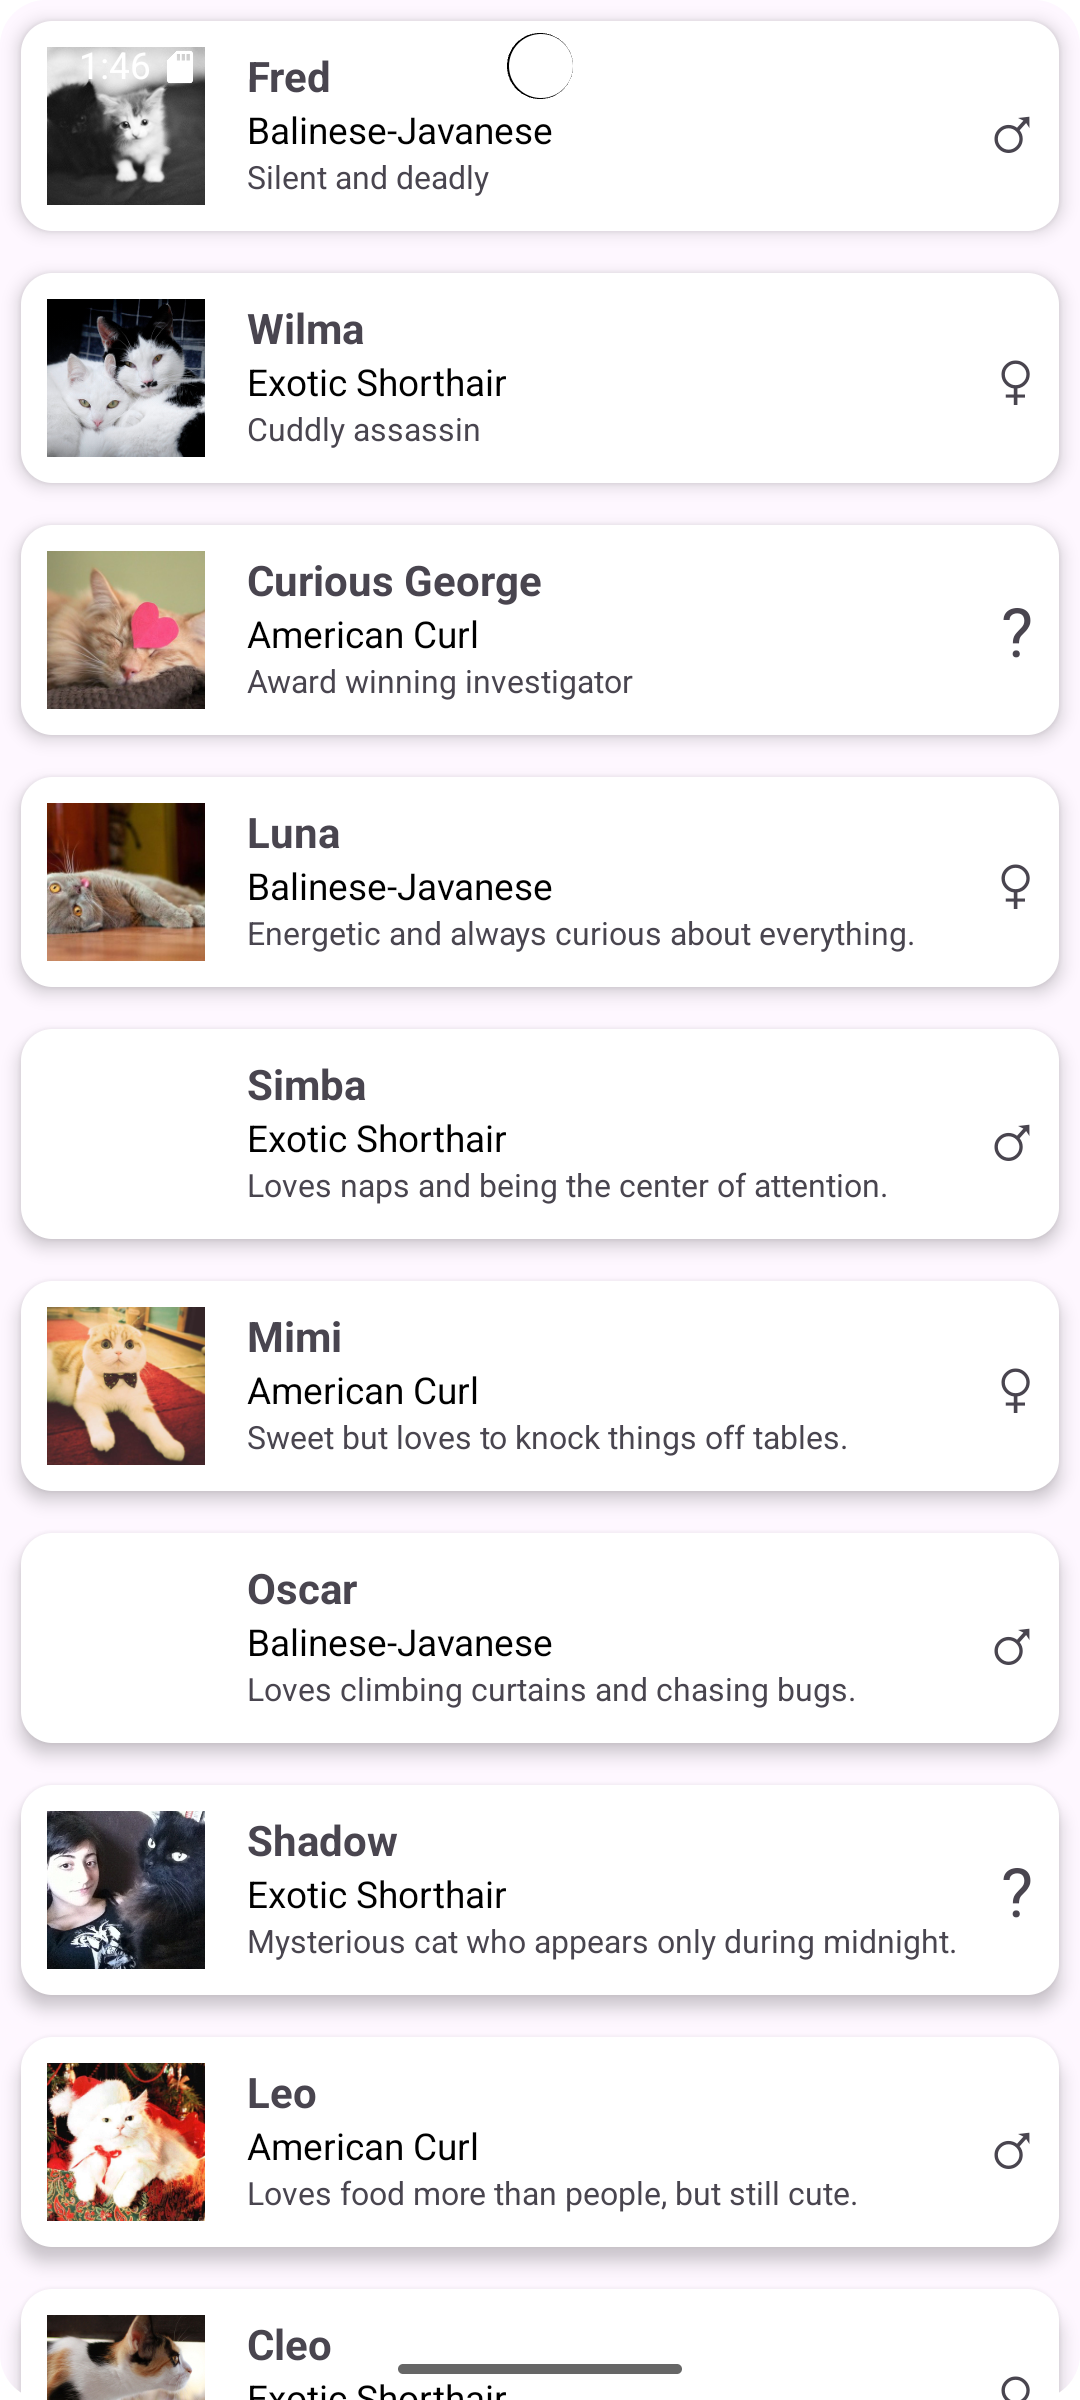 1:46
Fred
Balinese-Javanese
Silent and deadly
♂
Wilma
Exotic Shorthair
Cuddly assassin
♀
Curious George
American Curl
Award winning investigator
?
Luna
Balinese-Javanese
Energetic and always curious about everything.
♀
Simba
Exotic Shorthair
Loves naps and being the center of attention.
♂
Mimi
American Curl
Sweet but loves to knock things off tables.
♀
Oscar
Balinese-Javanese
Loves climbing curtains and chasing bugs.
♂
Shadow
Exotic Shorthair
Mysterious cat who appears only during midnight.
?
Leo
American Curl
Loves food more than people, but still cute.
♂
Cleo
Exotic Shorthair
♀